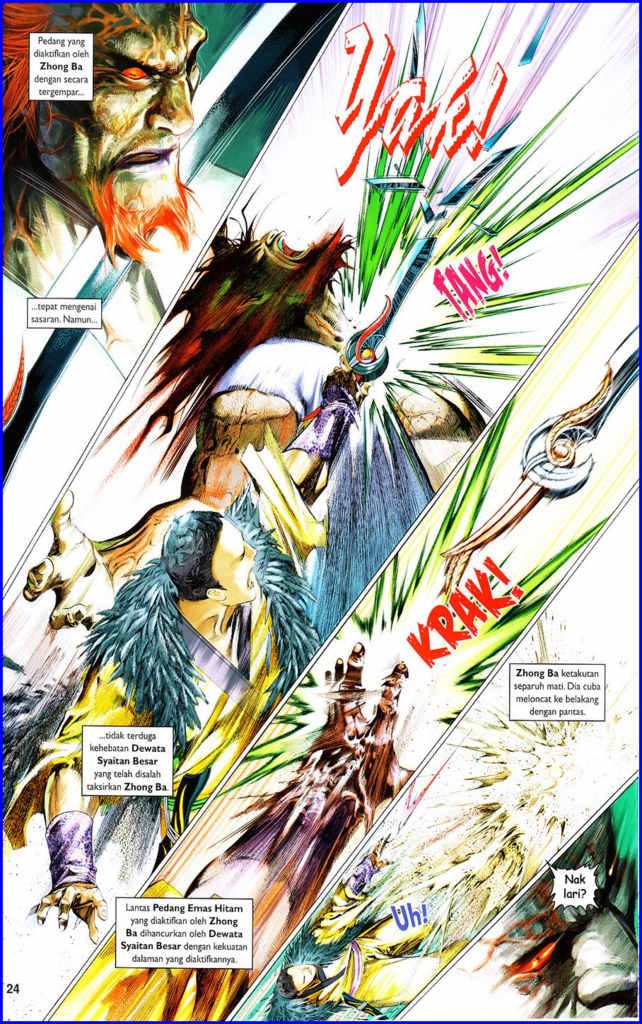 Pedang yang
diaktifkan oleh
Zhong Ba
dengan secara
tergempar...
TANG!
...tepat mengenai
sasaran. Namun...
KRAK!
Zhong Ba ketakutan
separuh mati. Dia cuba
meloncat ke belakang
dengan pantas.
...tidak terduga
kehebatan Dewata
Syaitan Besar
yang telah disalah
taksirkan Zhong Ba.
Nak
lari?
Lantas Pedang Emas Hitam
yang diaktifkan oleh Zhong
Ba dihancurkan oleh Dewata
Syaitan Besar dengan kekuatan
dalaman yang diaktifkannya.
Uh!
24